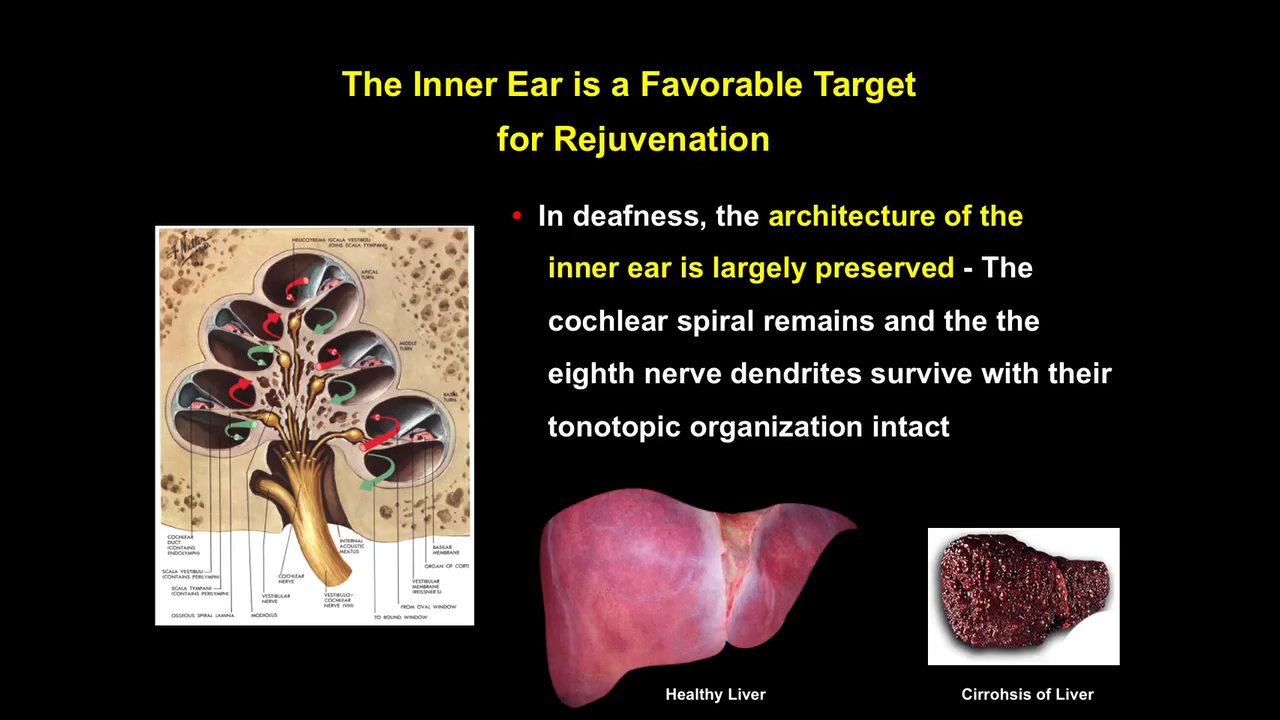 The Inner Ear is a Favorable Target
for Rejuvenation
• In deafness, the architecture of the
inner ear is largely preserved - The
cochlear spiral remains and the the
eighth nerve dendrites survive with their
tonotopic organization intact
HELICOTREMA (SCALA VESTIBULI
JOINS SCALA TYMPANI)
APICAL
TURN
MIDDLE
TURN
BASAL
TURN
COCHLEAR
DUCT
(CONTAINS
ENDOLYMPH)
SCALA VESTIBULI
(CONTAINS PERILYMPH)
SCALA TYMPANI
(CONTAINS PERILYMPH)
OSSEOUS SPIRAL LAMINA
MODIOLUS
VESTIBULAR
NERVE
COCHLEAR
NERVE
VESTIBULO-
COCHLEAR
NERVE (VIII)
INTERNAL
ACOUSTIC
MEATUS
BASILAR
MEMBRANE
ORGAN OF CORTI
VESTIBULAR
MEMBRANE
(REISSNER'S)
FROM OVAL WINDOW
TO ROUND WINDOW
Healthy Liver
Cirrohsis of Liver